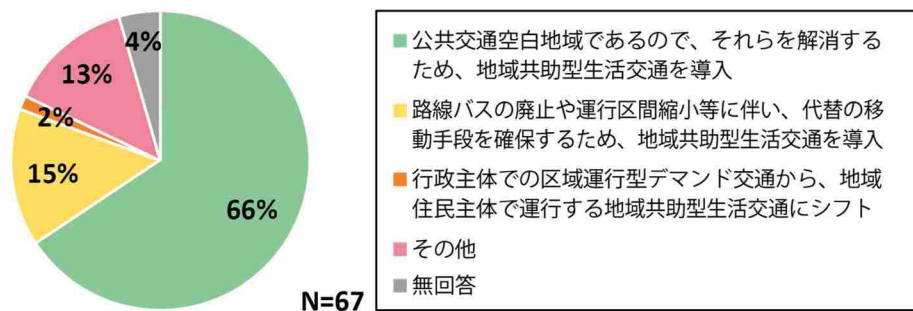 4%
13%
2%
15%
66%
N=67
公共交通空白地域であるので、それらを解消する
ため、地域共助型生活交通を導入
路線バスの廃止や運行区間縮小等に伴い、代替の移
動手段を確保するため、地域共助型生活交通を導入
行政主体での区域運行型デマンド交通から、地域
住民主体で運行する地域共助型生活交通にシフト
その他
無回答